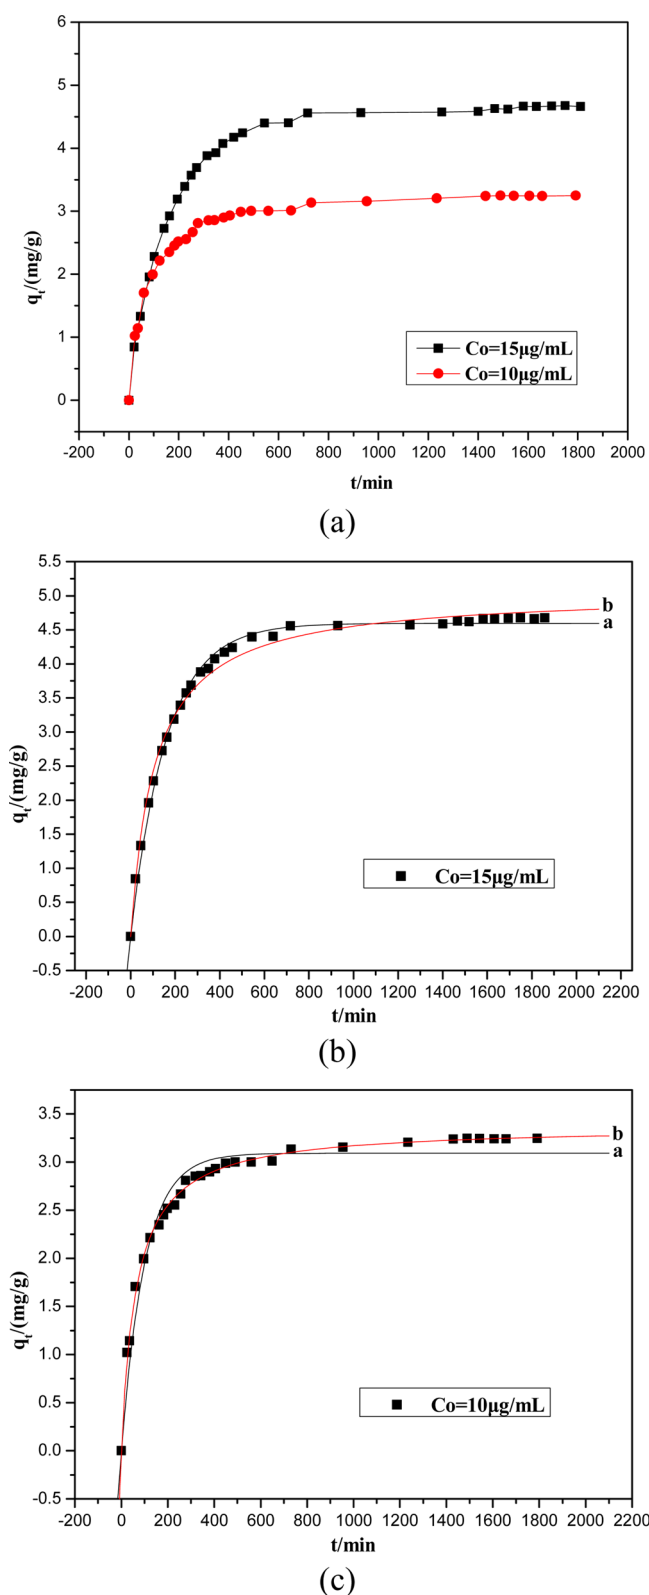 6
5
4
3
2
1
0
qt/(mg/g)
Co=15μg/mL
Co=10μg/mL
-200 0 200 400 600 800 1000 1200 1400 1600 1800 2000
t/min
(a)
5.5
5.0
4.5
4.0
3.5
3.0
2.5
2.0
1.5
1.0
0.5
0.0
-0.5
qt/(mg/g)
b
a
Co=15μg/mL
-200 0 200 400 600 800 1000 1200 1400 1600 1800 2000 2200
t/min
(b)
3.5
3.0
2.5
2.0
1.5
1.0
0.5
0.0
-0.5
qt/(mg/g)
b
a
Co=10μg/mL
-200 0 200 400 600 800 1000 1200 1400 1600 1800 2000 2200
t/min
(c)